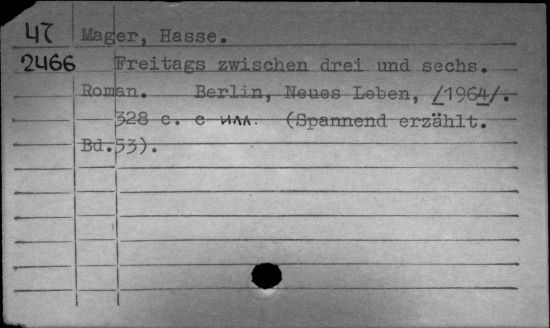 47 Mager, Hasse.
2466 Freitags zwischen drei und sechs.
Roman. Berlin, Neues Leben, /1964/.
328 с. с илл. (Spannend erzählt.
Bd.53).